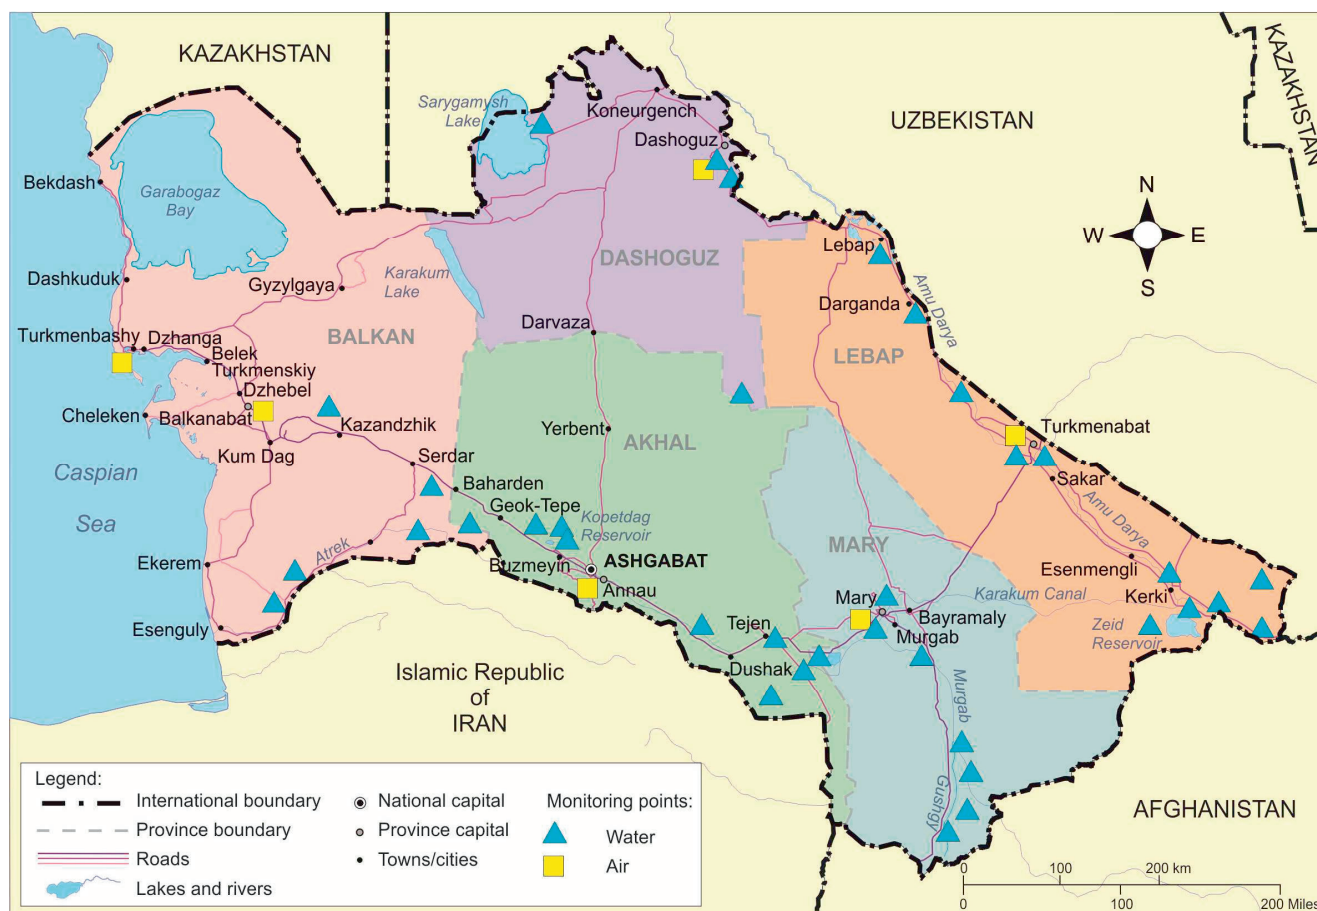 KAZAKHSTAN
KAZAKHSTAN
UZBEKISTAN
Sarygamysh
Lake
Koneurgench
Dashoguz
Garabogaz
Bay
Bekdash
N
W
E
S
DASHOGUZ
Lebap
Amu Darya
Karakum
Lake
Dashkuduk
Gyzylgaya
Darganda
Turkmenbashy
Dzhanga
BALKAN
Darvaza
LEBAP
Belek
Turkmenskiy
Dzhebel
Cheleken
Balkanabat
Kazandzhik
Yerbent
AKHAL
Turkmenabat
Kum Dag
Serdar
Sakar
Caspian
Sea
Baharden
Geok-Tepe
Kopetdag
Reservoir
Amu Darya
MARY
Atrek
Ekerem
Buzmeyin
ASHGABAT
Annau
Esenmengli
Karakum Canal
Kerki
Mary
Bayramaly
Esenguly
Tejen
Murgab
Zeid
Reservoir
Dushak
Islamic Republic
of
IRAN
Murgab
Gushgy
AFGHANISTAN
Legend:
International boundary
Province boundary
Roads
Lakes and rivers
National capital
Province capital
Towns/cities
Monitoring points:
Water
Air
0 100 200 km
0 100 200 Miles